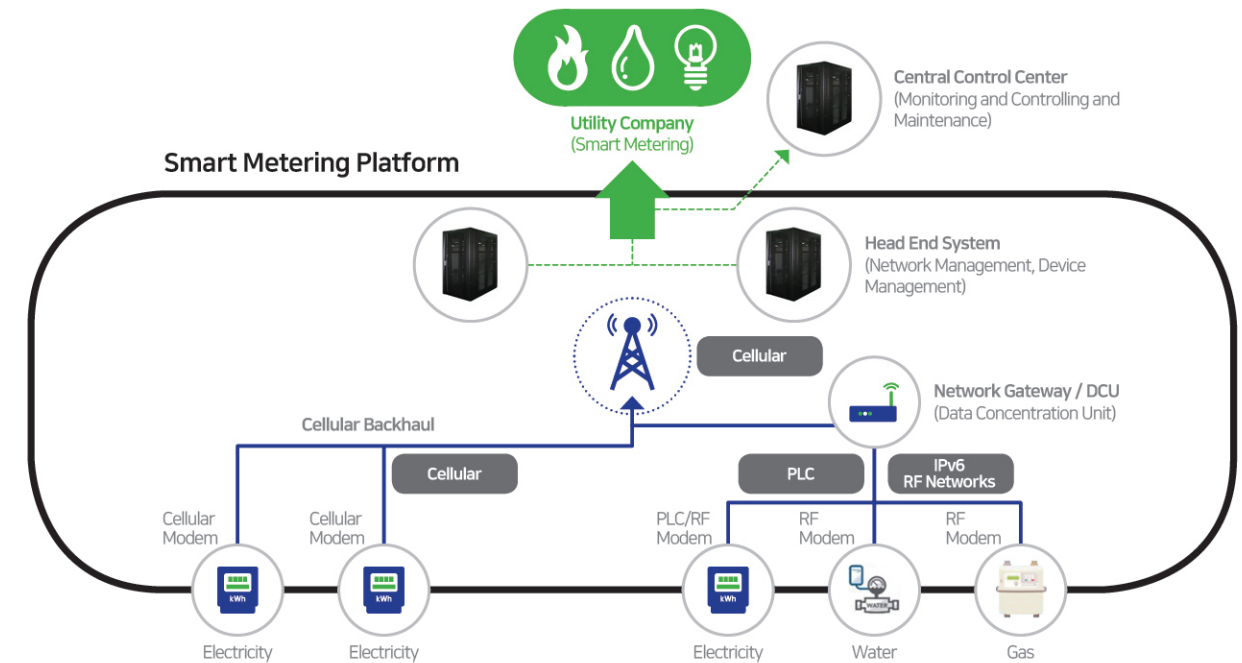 Central Control Center
(Monitoring and Controlling and
Maintenance)
Utility Company
(Smart Metering)
Smart Metering Platform
Head End System
(Network Management, Device
Management)
Cellular
Network Gateway / DCU
(Data Concentration Unit)
Cellular Backhaul
Cellular
PLC
IPv6
RF Networks
Cellular
Modem
Cellular
Modem
PLC/RF
Modem
RF
Modem
RF
Modem
kWh
kWh
kWh
WATER
Electricity
Electricity
Electricity
Water
Gas